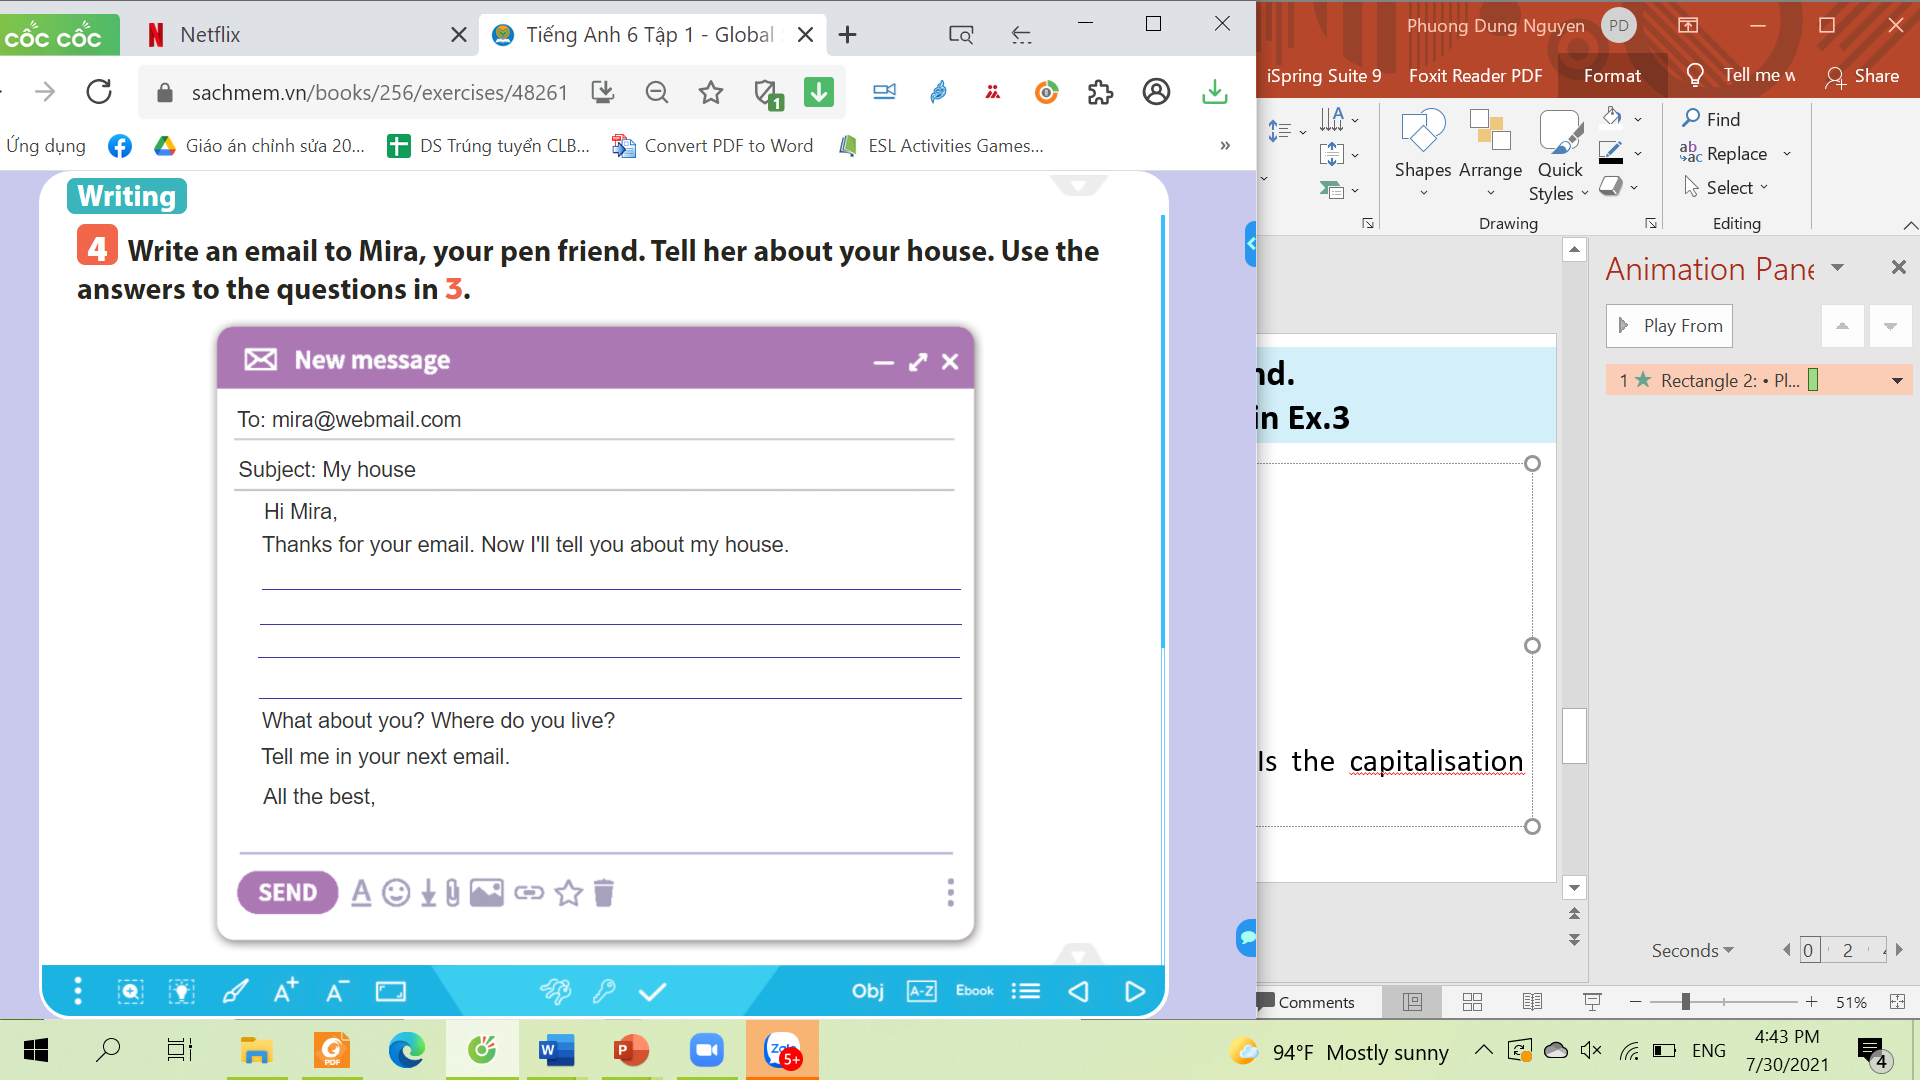 cốc cốc
Netflix
Tiếng Anh 6 Tập 1 - Global
sachmem.vn/books/256/exercises/48261
1
Ứng dụng
Giáo án chỉnh sửa 20...
DS Trúng tuyển CLB...
Convert PDF to Word
ESL Activities Games...
»
Writing
4 Write an email to Mira, your pen friend. Tell her about your house. Use the
answers to the questions in 3.
New message
To: mira@webmail.com
Subject: My house
Hi Mira,
Thanks for your email. Now I'll tell you about my house.
What about you? Where do you live?
Tell me in your next email.
All the best,
SEND
Obj
A-Z
Ebook
Phuong Dung Nguyen
PD
iSpring Suite 9
Foxit Reader PDF
Format
Tell me w
Share
Shapes
Arrange
Quick
Styles
Find
Replace
Select
Drawing
Editing
Animation Pane
Play From
1 Rectangle 2: • Pl...
nd.
in Ex.3
Is the capitalisation
Seconds
0
2
Comments
51%
PDF
W
P
Zalo
5+
94°F Mostly sunny
ENG
4:43 PM
7/30/2021
4